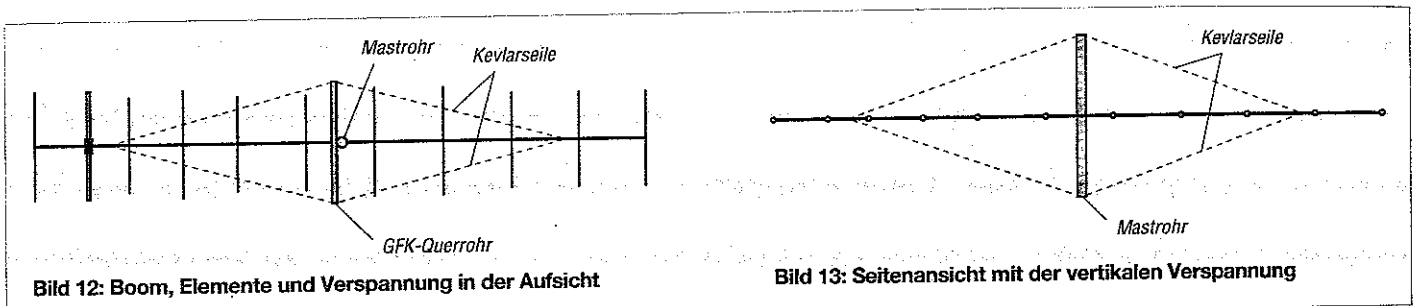 Mastrohr
Kevlarseile
GFK-Querrohr
Bild 12: Boom, Elemente und Verspannung in der Aufsicht
Kevlarseile
Mastrohr
Bild 13: Seitenansicht mit der vertikalen Verspannung